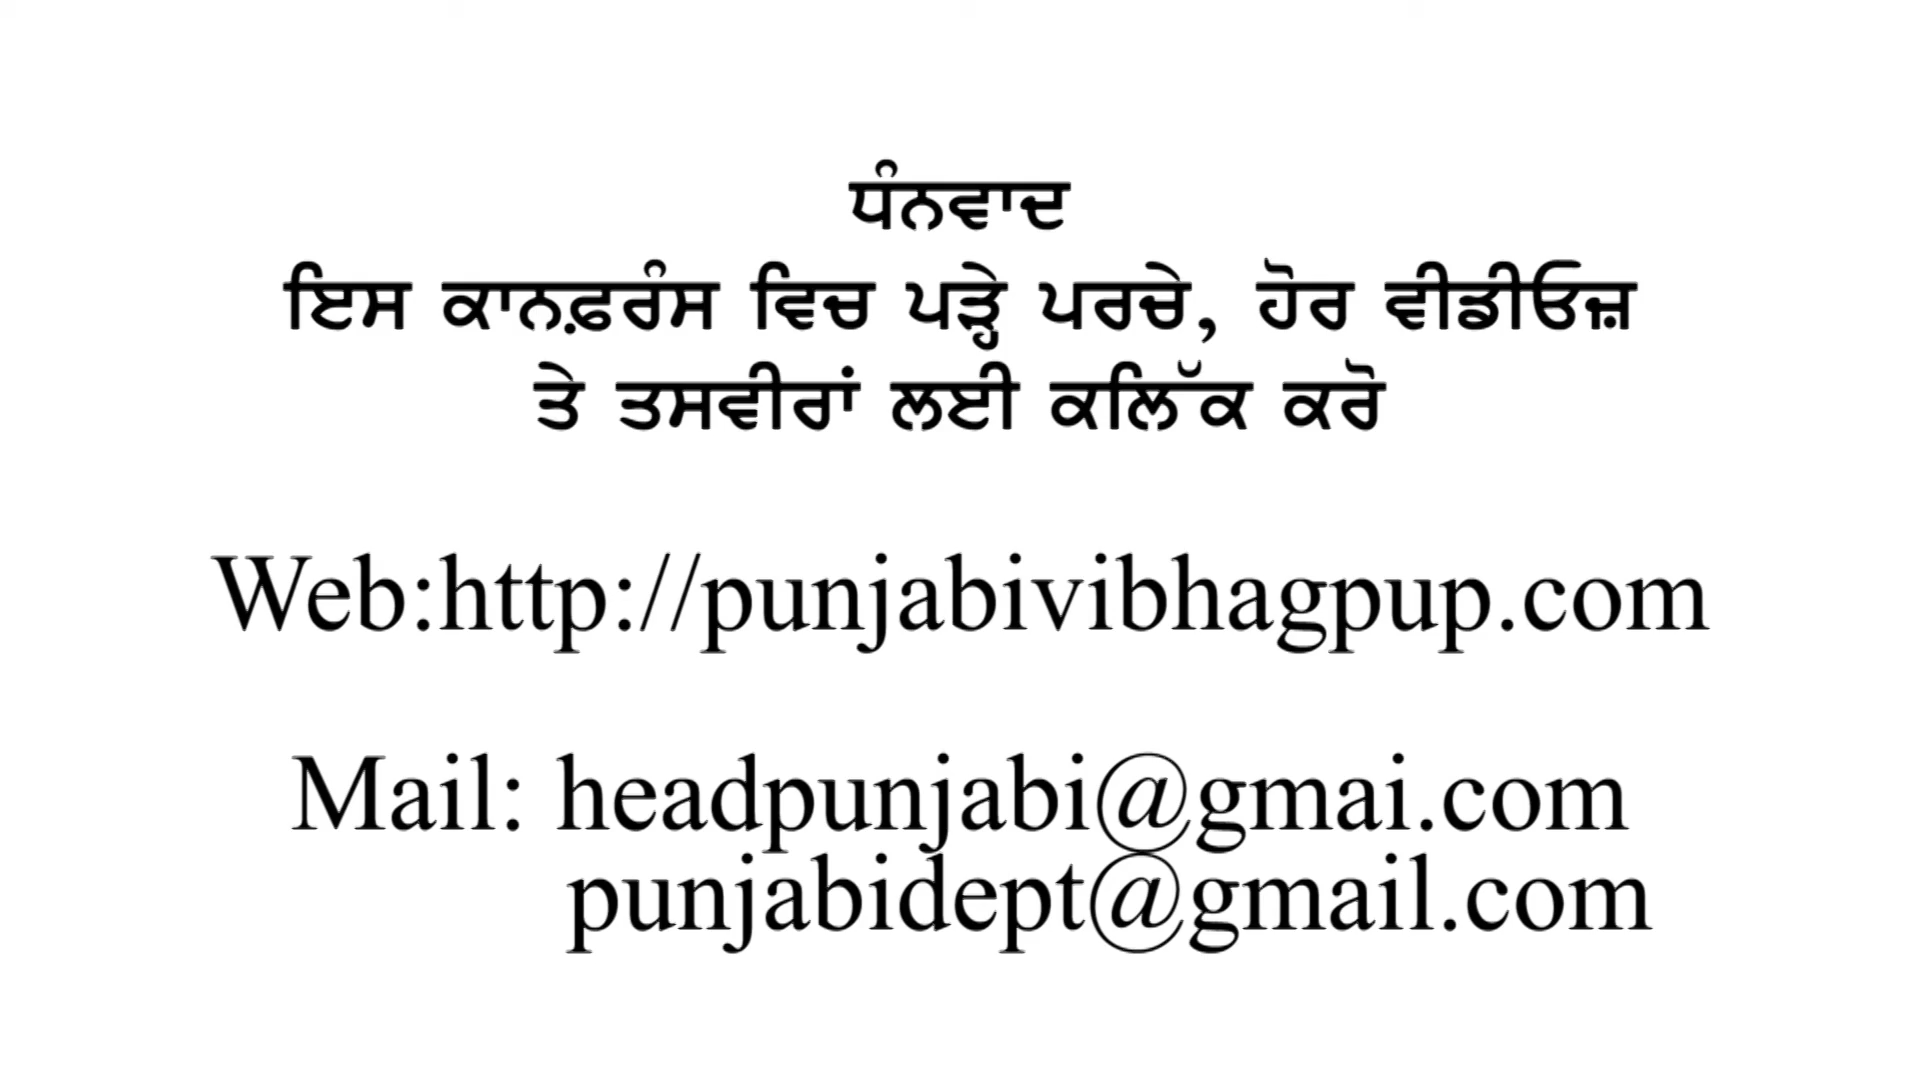 ਧੰਨਵਾਦ
ਇਸ ਕਾਨਫ਼ਰੰਸ ਵਿਚ ਪੜ੍ਹੇ ਪਰਚੇ, ਹੋਰ ਵੀਡੀਓਜ਼
ਤੇ ਤਸਵੀਰਾਂ ਲਈ ਕਲਿੱਕ ਕਰੋ
Web:http://punjabivibhagpup.com
Mail: headpunjabi@gmai.com
punjabidept@gmail.com